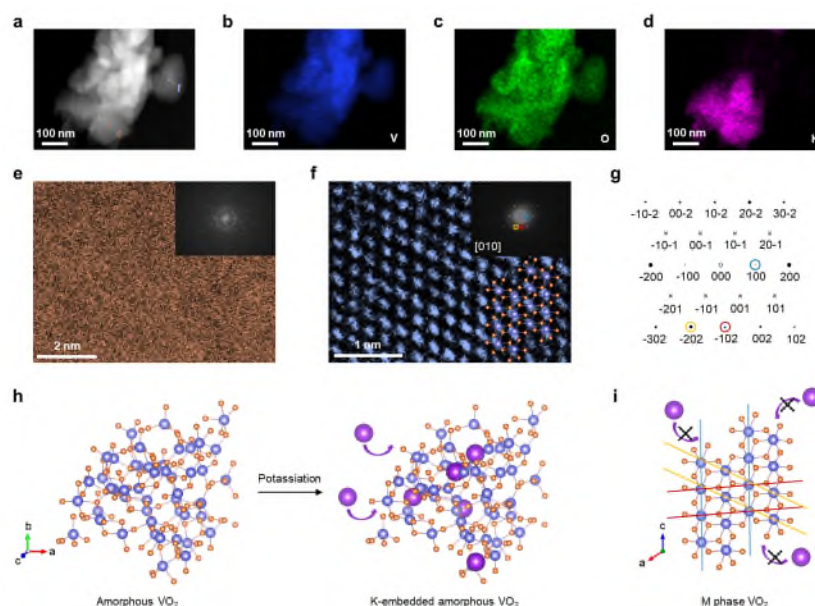 a
b
c
d
100 nm
100 nm
V
100 nm
O
100 nm
e
f
g
2 nm
[010]
1 nm
-10-2 00-2 10-2 20-2 30-2
-10-1 00-1 10-1 20-1
-200 -100 000 100 200
-201 -101 001 101
-302 -202 -102 002 102
h
i
Potassiation
b
a
c
c
a
Amorphous VO₂
K-embedded amorphous VO₂
M phase VO₂